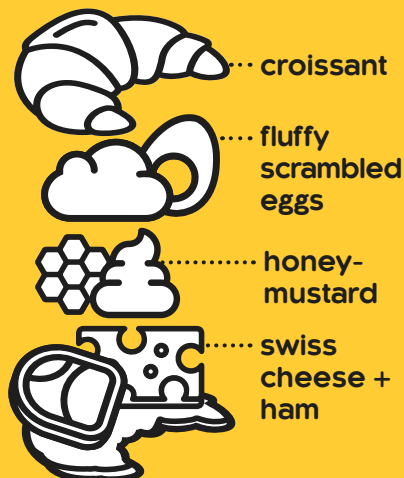 croissant
fluffy
scrambled
eggs
honey-
mustard
swiss
cheese +
ham